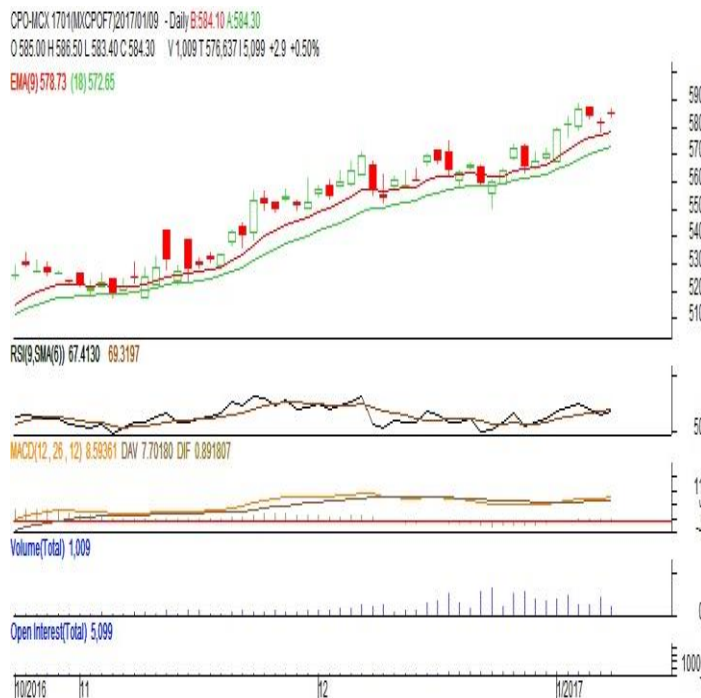 CPO-MCX 1701(MXCPOF7)2017/01/09 - Daily B:584.10 A:584.30
O 585.00 H 586.50 L 583.40 C 584.30 V 1,009 T 576,637 I 5,099 +2.9 +0.50%
EMA(9) 578.73 (18) 572.65
590
580
570
560
550
540
530
520
510
RSI(9,SMA(6)) 67.4130 69.3197
50
MACD(12, 26, 12) 8.59361 DAV 7.70180 DIF 0.891807
11
Volume(Total) 1,009
0
Open Interest(Total) 5,099
1000
10/2016 11 12 1/2017